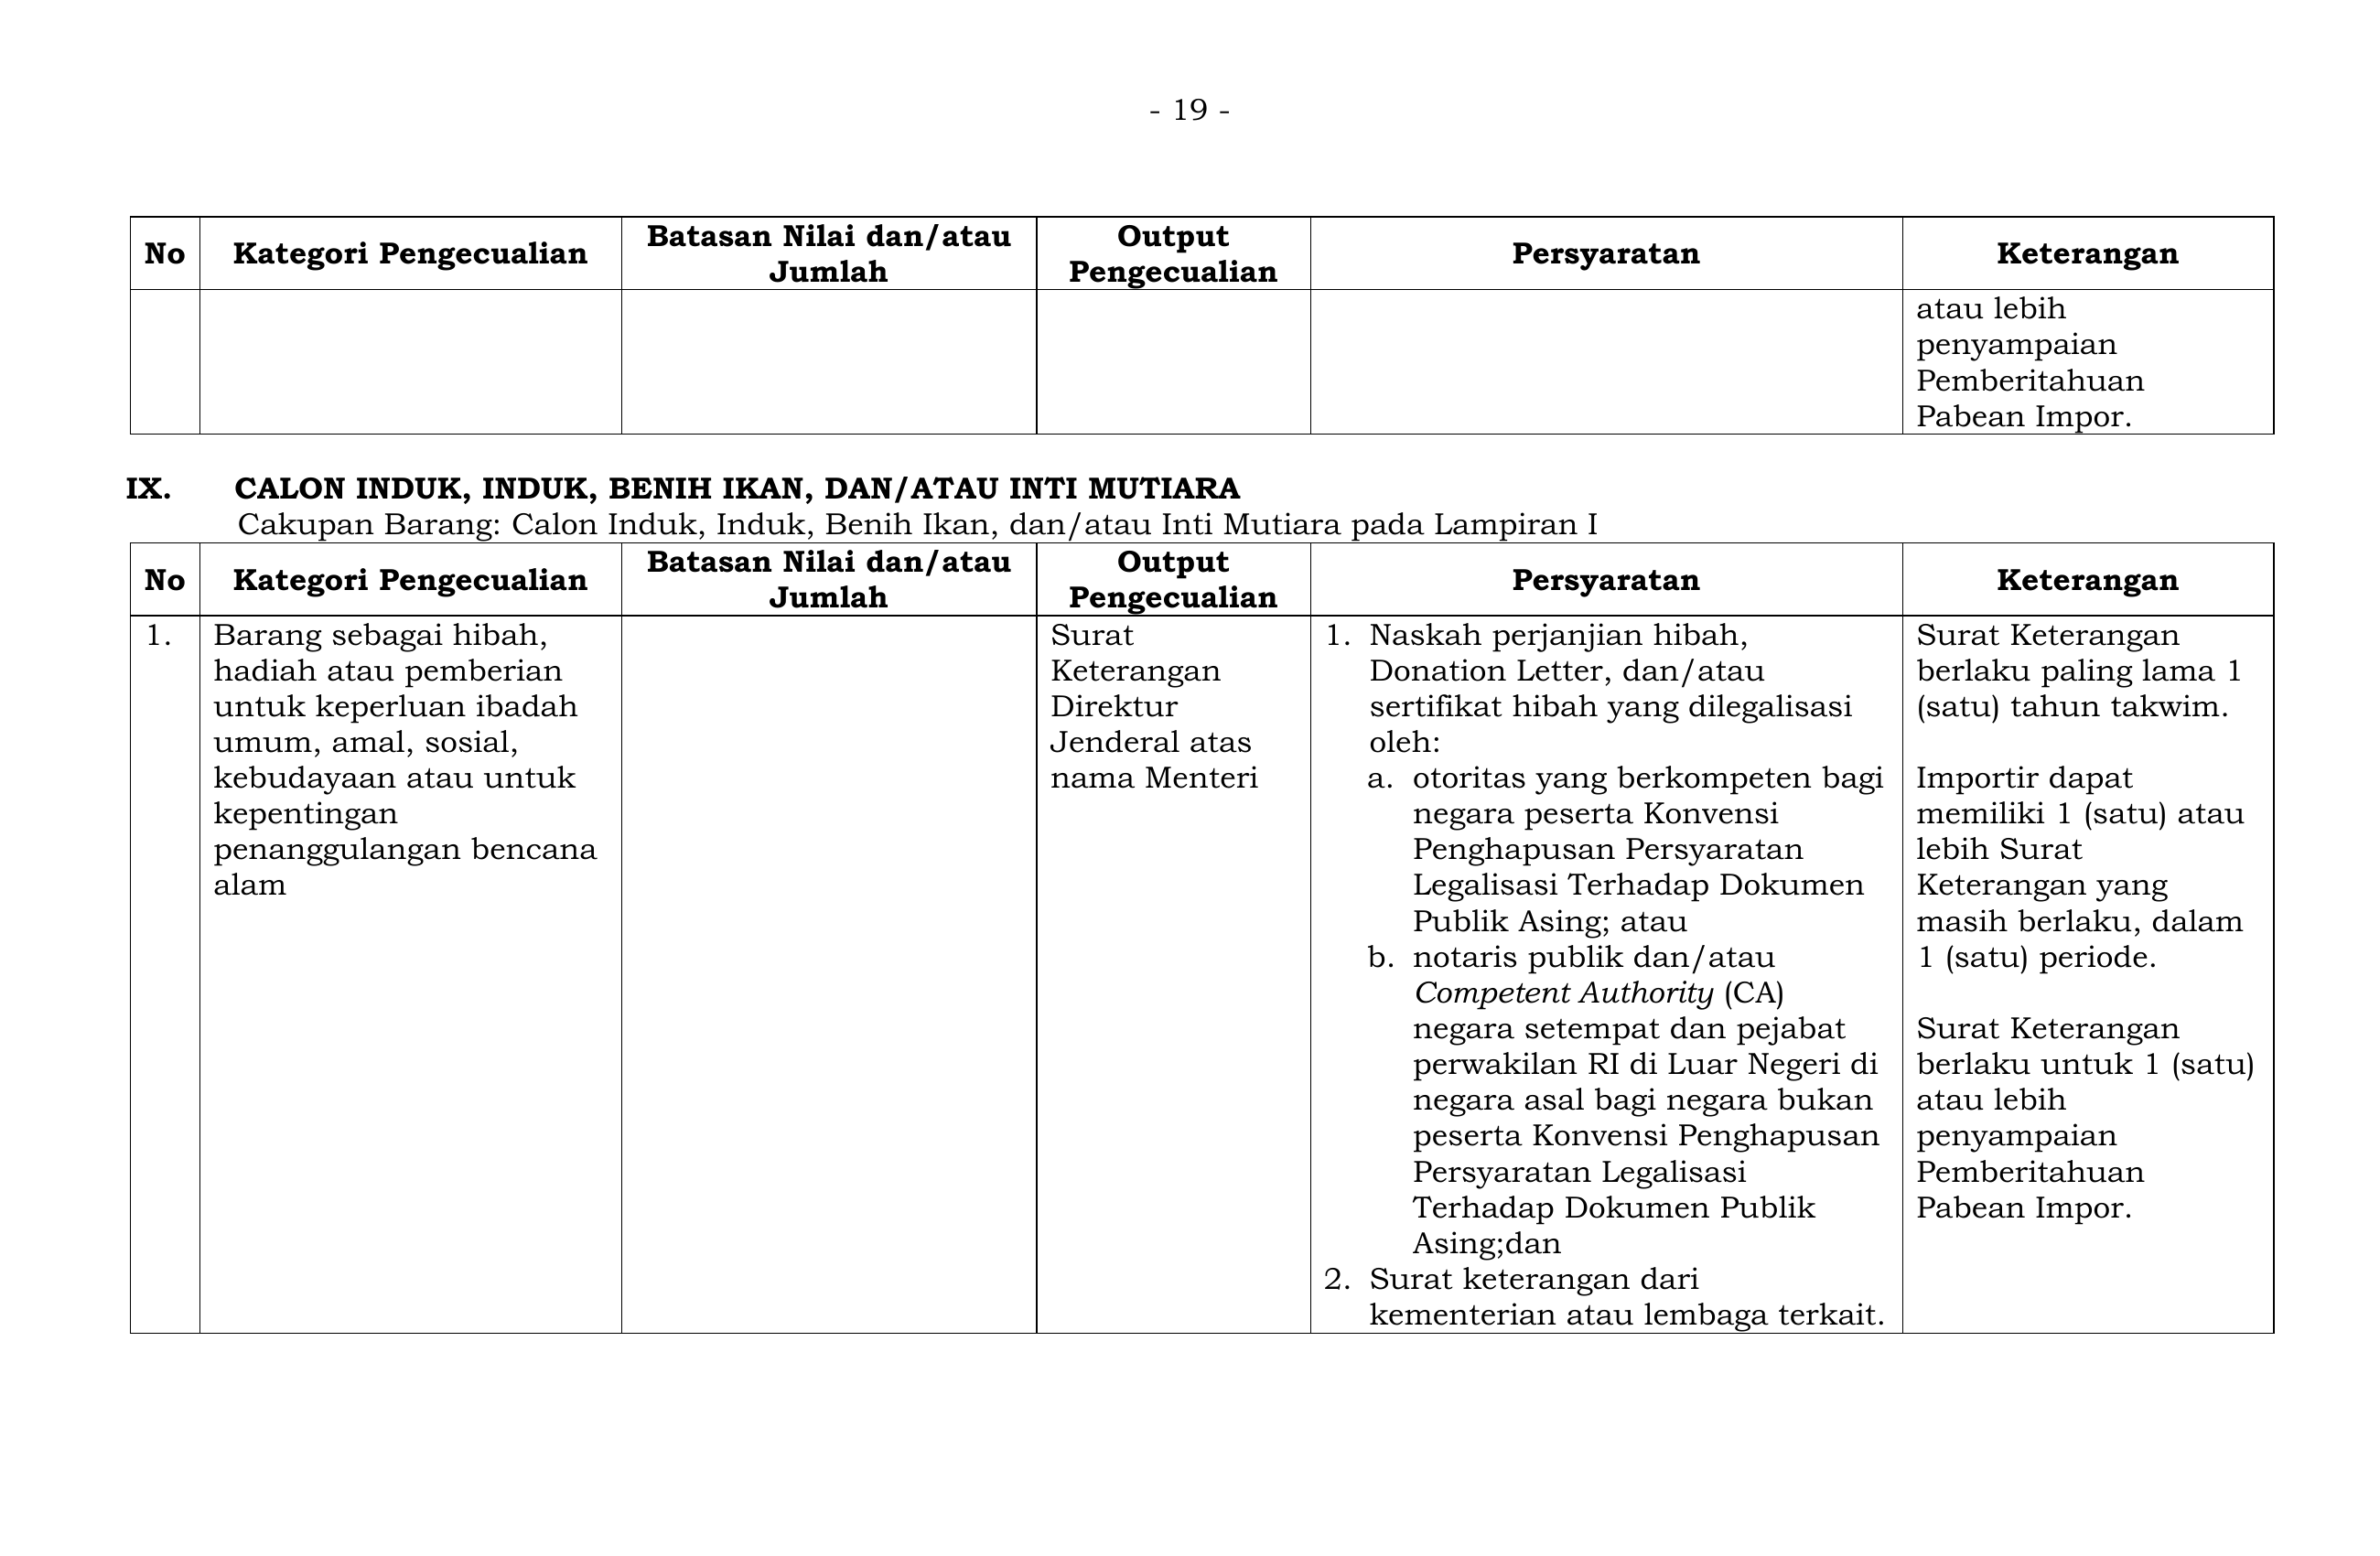 - 19 -
No
Kategori Pengecualian
Batasan Nilai dan/atau
Jumlah
Output
Pengecualian
Persyaratan
Keterangan
atau lebih
penyampaian
Pemberitahuan
Pabean Impor.
IX. CALON INDUK, INDUK, BENIH IKAN, DAN/ATAU INTI MUTIARA
Cakupan Barang: Calon Induk, Induk, Benih Ikan, dan/atau Inti Mutiara pada Lampiran I
No
Kategori Pengecualian
Batasan Nilai dan/atau
Jumlah
Output
Pengecualian
Persyaratan
Keterangan
1.
Barang sebagai hibah,
hadiah atau pemberian
untuk keperluan ibadah
umum, amal, sosial,
kebudayaan atau untuk
kepentingan
penanggulangan bencana
alam
Surat
Keterangan
Direktur
Jenderal atas
nama Menteri
1. Naskah perjanjian hibah,
Donation Letter, dan/atau
sertifikat hibah yang dilegalisasi
oleh:
a. otoritas yang berkompeten bagi
negara peserta Konvensi
Penghapusan Persyaratan
Legalisasi Terhadap Dokumen
Publik Asing; atau
b. notaris publik dan/atau
Competent Authority (CA)
negara setempat dan pejabat
perwakilan RI di Luar Negeri di
negara asal bagi negara bukan
peserta Konvensi Penghapusan
Persyaratan Legalisasi
Terhadap Dokumen Publik
Asing;dan
2. Surat keterangan dari
kementerian atau lembaga terkait.
Surat Keterangan
berlaku paling lama 1
(satu) tahun takwim.
Importir dapat
memiliki 1 (satu) atau
lebih Surat
Keterangan yang
masih berlaku, dalam
1 (satu) periode.
Surat Keterangan
berlaku untuk 1 (satu)
atau lebih
penyampaian
Pemberitahuan
Pabean Impor.